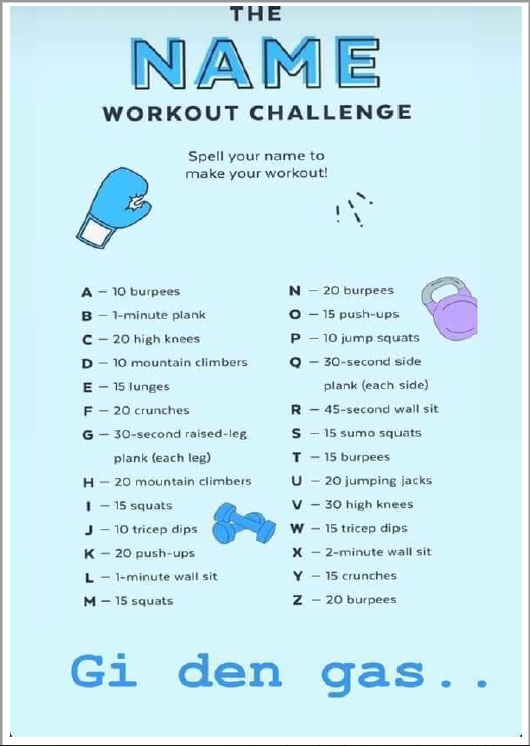 THE
NAME
WORKOUT CHALLENGE
Spell your name to
make your workout!
A – 10 burpees
B – 1-minute plank
C – 20 high knees
D – 10 mountain climbers
E – 15 lunges
F – 20 crunches
G – 30-second raised-leg
plank (each leg)
H – 20 mountain climbers
I – 15 squats
J – 10 tricep dips
K – 20 push-ups
L – 1-minute wall sit
M – 15 squats
N – 20 burpees
O – 15 push-ups
P – 10 jump squats
Q – 30-second side
plank (each side)
R – 45-second wall sit
S – 15 sumo squats
T – 15 burpees
U – 20 jumping jacks
V – 30 high knees
W – 15 tricep dips
X – 2-minute wall sit
Y – 15 crunches
Z – 20 burpees
Gi den gas..